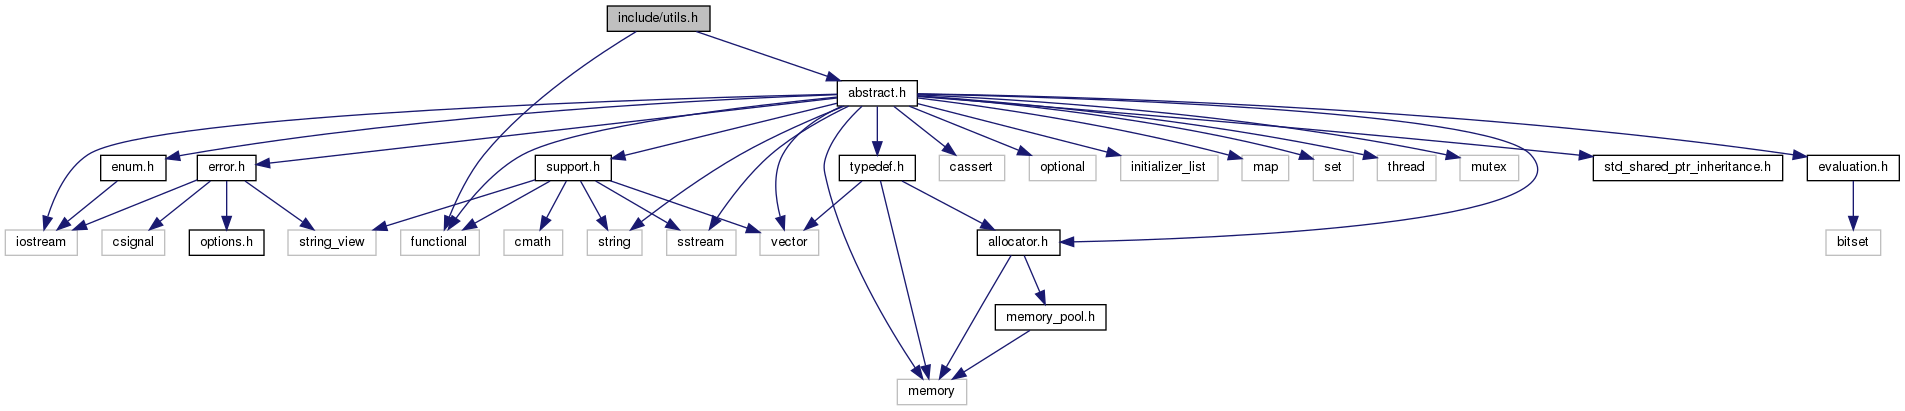 include/utils.h
abstract.h
enum.h
error.h
support.h
typedef.h
cassert
optional
initializer_list
map
set
thread
mutex
std_shared_ptr_inheritance.h
evaluation.h
iostream
csignal
options.h
string_view
functional
cmath
string
sstream
vector
allocator.h
bitset
memory_pool.h
memory